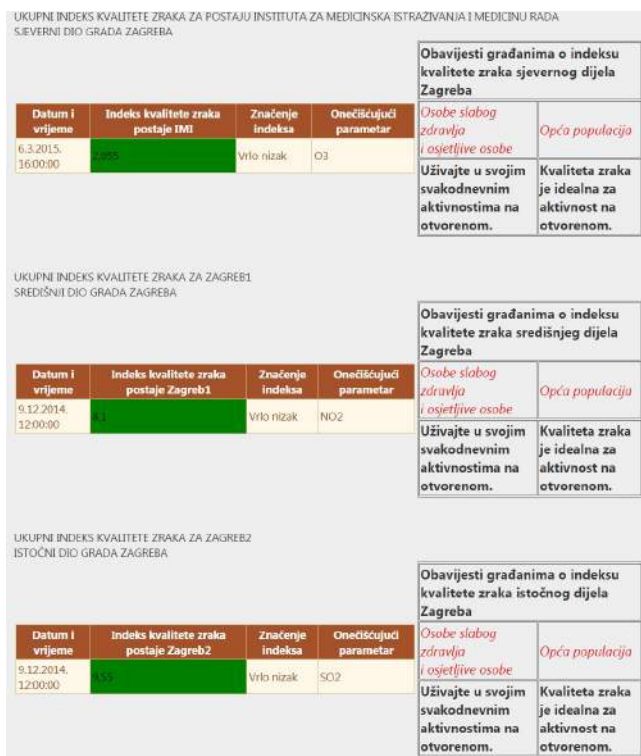 UKUPNI INDEKS KVALITETE ZRAKA ZA POSTAJU INSTITUTA ZA MEDICINSKA ISTRAŽIVANJA I MEDICINU RADA
SJEVERNI DIO GRADA ZAGREBA
Obavijesti građanima o indeksu
kvalitete zraka sjevernog dijela
Zagreba
Datum i
vrijeme
Indeks kvalitete zraka
postaje IMI
Značenje
indeksa
Onečišćujući
parametar
Osobe slabog
zdravlja
i osjetljive osobe
Opća populacija
6.3.2015.
16:00:00
Vrlo nizak
O3
Uživajte u svojim
svakodnevnim
aktivnostima na
otvorenom.
Kvaliteta zraka
je idealna za
aktivnost na
otvorenom.
UKUPNI INDEKS KVALITETE ZRAKA ZA ZAGREB1
SREDIŠNJI DIO GRADA ZAGREBA
Obavijesti građanima o indeksu
kvalitete zraka središnjeg dijela
Zagreba
Datum i
vrijeme
Indeks kvalitete zraka
postaje Zagreb1
Značenje
indeksa
Onečišćujući
parametar
Osobe slabog
zdravlja
i osjetljive osobe
Opća populacija
9.12.2014.
12:00:00
Vrlo nizak
NO2
Uživajte u svojim
svakodnevnim
aktivnostima na
otvorenom.
Kvaliteta zraka
je idealna za
aktivnost na
otvorenom.
UKUPNI INDEKS KVALITETE ZRAKA ZA ZAGREB2
ISTOČNI DIO GRADA ZAGREBA
Obavijesti građanima o indeksu
kvalitete zraka istočnog dijela
Zagreba
Datum i
vrijeme
Indeks kvalitete zraka
postaje Zagreb2
Značenje
indeksa
Onečišćujući
parametar
Osobe slabog
zdravlja
i osjetljive osobe
Opća populacija
9.12.2014.
12:00:00
Vrlo nizak
SO2
Uživajte u svojim
svakodnevnim
aktivnostima na
otvorenom.
Kvaliteta zraka
je idealna za
aktivnost na
otvorenom.